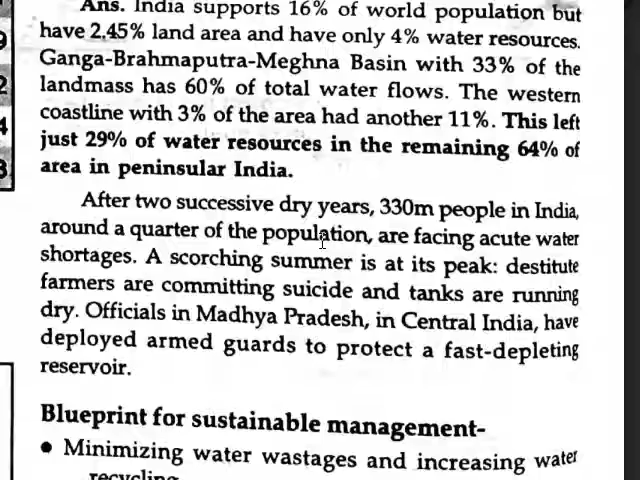 Ans. India supports 16% of world population but
have 2.45% land area and have only 4% water resources.
Ganga-Brahmaputra-Meghna Basin with 33% of the
landmass has 60% of total water flows. The western
coastline with 3% of the area had another 11%. This left
just 29% of water resources in the remaining 64% of
area in peninsular India.
After two successive dry years, 330m people in India,
around a quarter of the population, are facing acute water
shortages. A scorching summer is at its peak: destitute
farmers are committing suicide and tanks are running
dry. Officials in Madhya Pradesh, in Central India, have
deployed armed guards to protect a fast-depleting
reservoir.
Blueprint for sustainable management-
• Minimizing water wastages and increasing water
recycling